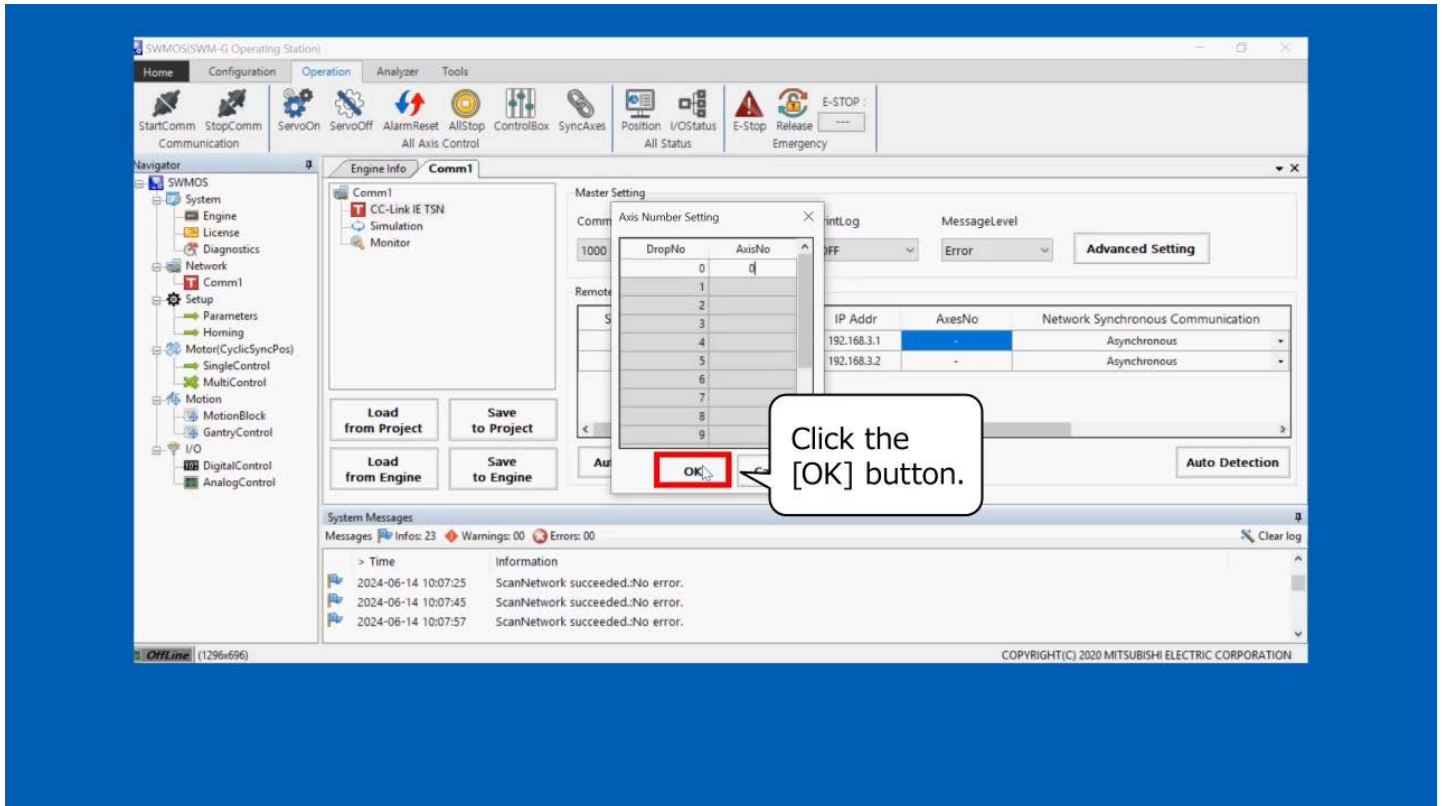 SWMOS(SWM-G Operating Station)
Home Configuration Operation Analyzer Tools
StartComm StopComm ServoOn ServoOff AlarmReset AllStop ControlBox SyncAxes Position I/OStatus E-Stop Release E-STOP : ---
Communication All Axis Control All Status Emergency
Navigator
SWMOS
System
Engine
License
Diagnostics
Network
Comm1
Setup
Parameters
Homing
Motor(CyclicSyncPos)
SingleControl
MultiControl
Motion
MotionBlock
GantryControl
I/O
DigitalControl
AnalogControl
Engine Info Comm1
Comm1
CC-Link IE TSN
Simulation
Monitor
Load from Project
Save to Project
Load from Engine
Save to Engine
Master Setting
Comm
intLog MessageLevel
1000 OFF Error Advanced Setting
Remote
S IP Addr AxesNo Network Synchronous Communication
192.168.3.1 - Asynchronous
192.168.3.2 - Asynchronous
Au Auto Detection
Axis Number Setting
DropNo AxisNo
0 0
1
2
3
4
5
6
7
8
9
OK Ca
Click the
[OK] button.
System Messages
Messages Infos: 23 Warnings: 00 Errors: 00 Clear log
> Time Information
2024-06-14 10:07:25 ScanNetwork succeeded.:No error.
2024-06-14 10:07:45 ScanNetwork succeeded.:No error.
2024-06-14 10:07:57 ScanNetwork succeeded.:No error.
OffLine (1296x696) COPYRIGHT(C) 2020 MITSUBISHI ELECTRIC CORPORATION